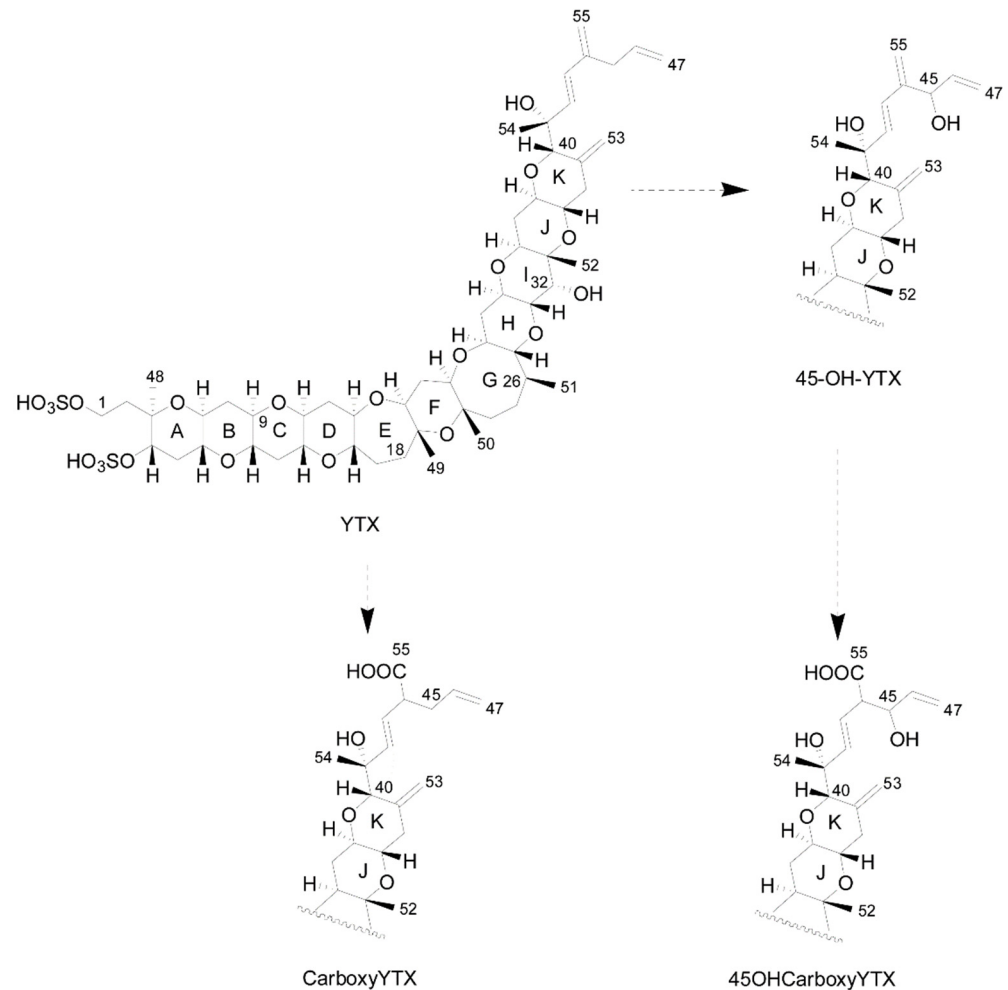 55
47
HO
54
H 40 53
O K
H H
J
H O
O 52
I 32
H OH
H
H O
H
H O H
G 26 51
48 H H H H O H
HO3SO 1 O O F
A B 9 C D E 18 O 50
HO3SO O O 49
H H H H H
YTX
55
45
47
HO OH
54
H 40 53
O K
H H
J
H O
52
45-OH-YTX
55
HOOC
45
47
HO
54
H 40 53
O K
H H
J
H O
52
CarboxyYTX
55
HOOC
45
47
HO OH
54
H 40 53
O K
H H
J
H O
52
45OHCarboxyYTX